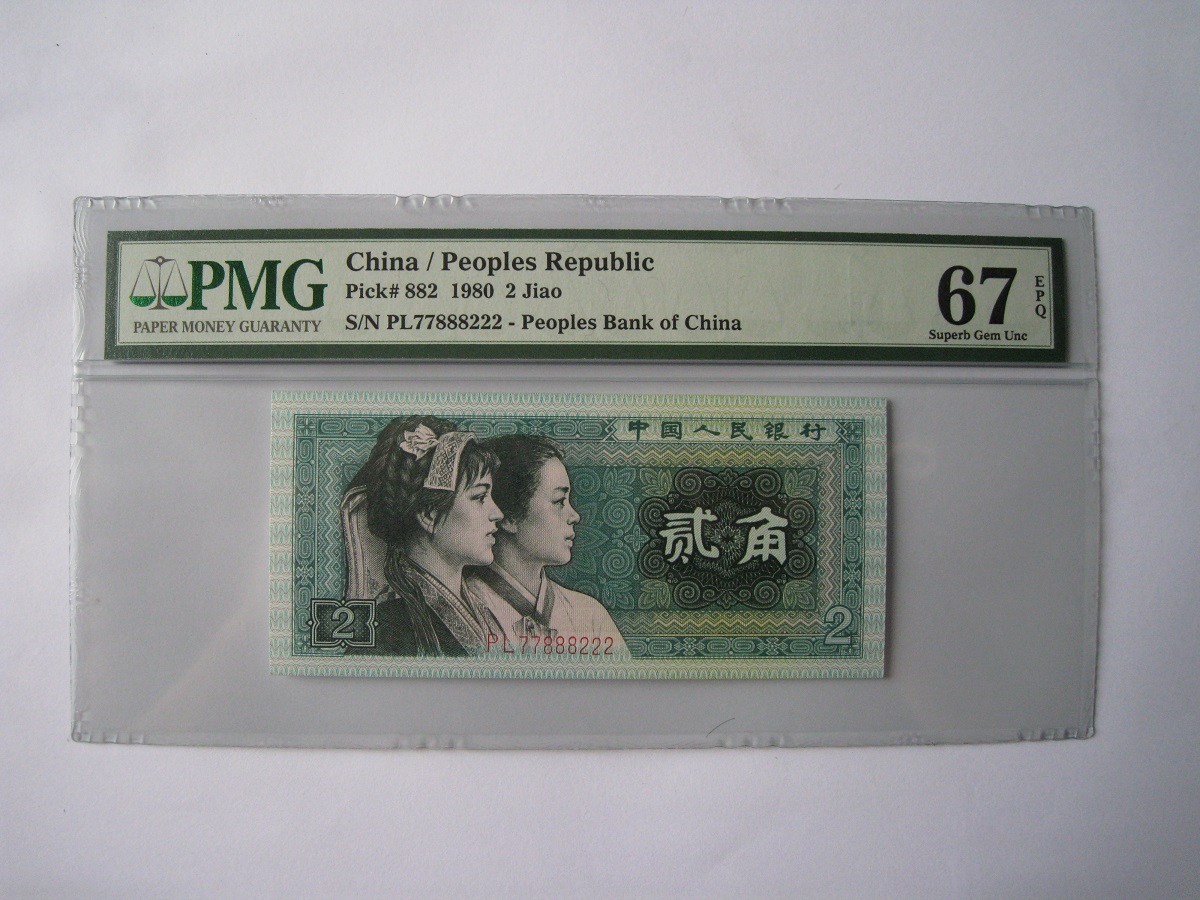 PMG
PAPER MONEY GUARANTY
China / Peoples Republic
Pick# 882 1980 2 Jiao
S/N PL77888222 - Peoples Bank of China
67
EPQ
Superb Gem Unc
中国人民银行
贰角
2
2
PL77888222